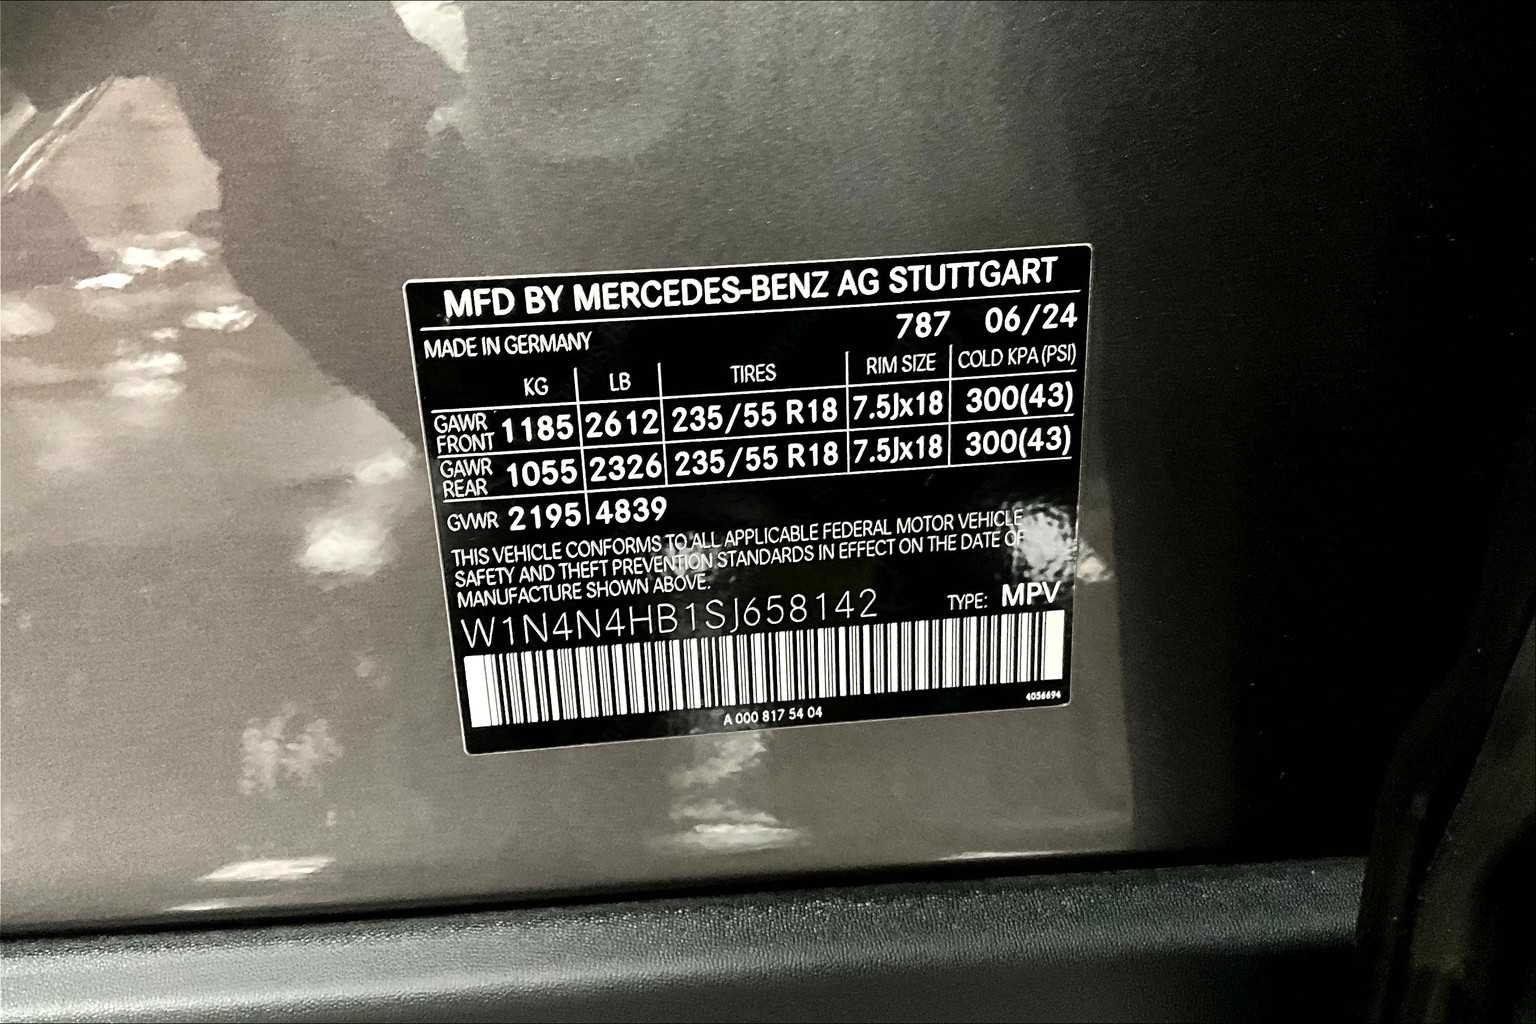 MFD BY MERCEDES-BENZ AG STUTTGART
MADE IN GERMANY 787 06/24
KG LB TIRES RIM SIZE COLD KPA (PSI)
GAWR FRONT 1185 2612 235/55 R18 7.5Jx18 300(43)
GAWR REAR 1055 2326 235/55 R18 7.5Jx18 300(43)
GVWR 2195 4839
THIS VEHICLE CONFORMS TO ALL APPLICABLE FEDERAL MOTOR VEHICLE
SAFETY AND THEFT PREVENTION STANDARDS IN EFFECT ON THE DATE OF
MANUFACTURE SHOWN ABOVE.
W1N4N4HB1SJ658142 TYPE: MPV
A 000 817 54 04 4056694